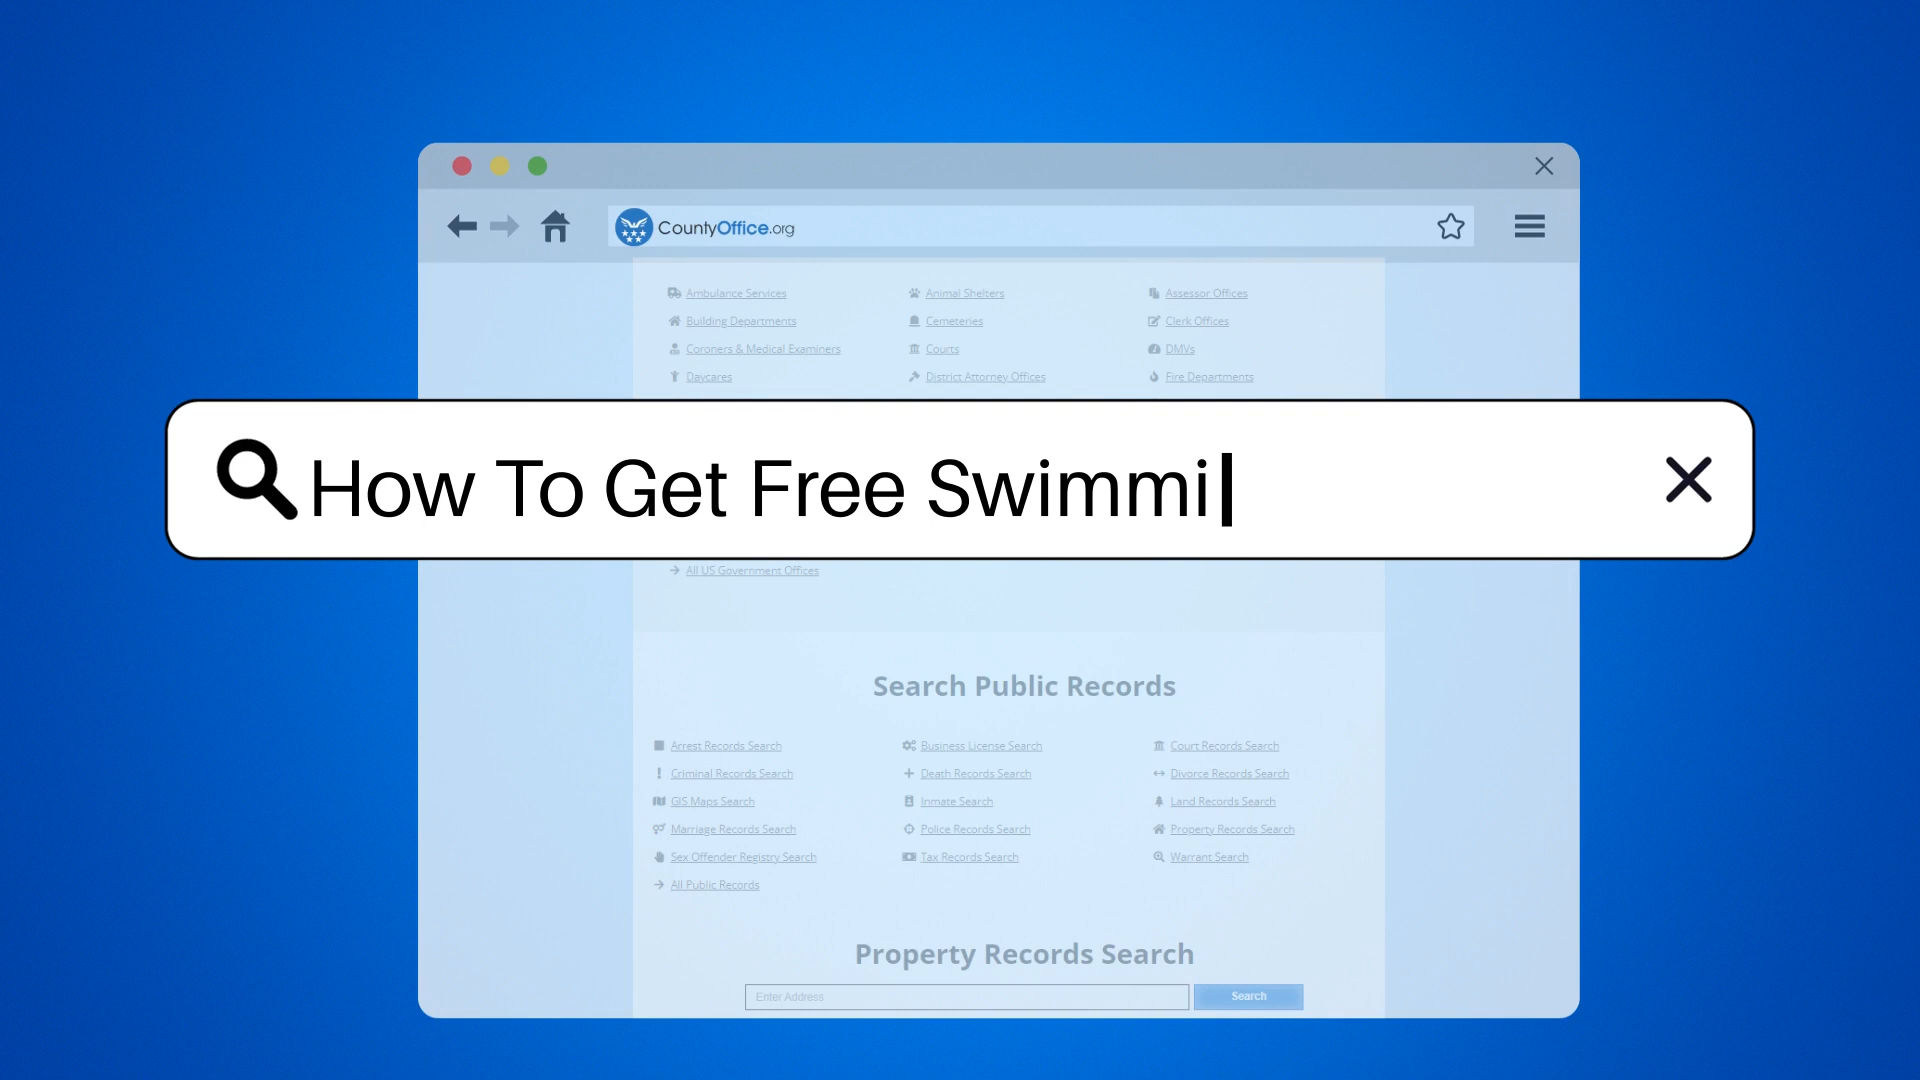 CountyOffice.org
Ambulance Services Animal Shelters Assessor Offices
Building Departments Cemeteries Clerk Offices
Coroners & Medical Examiners Courts DMVs
Daycares District Attorney Offices Fire Departments
How To Get Free Swimmi
All US Government Offices
Search Public Records
Arrest Records Search Business License Search Court Records Search
Criminal Records Search Death Records Search Divorce Records Search
GIS Maps Search Inmate Search Land Records Search
Marriage Records Search Police Records Search Property Records Search
Sex Offender Registry Search Tax Records Search Warrant Search
All Public Records
Property Records Search
Enter Address Search